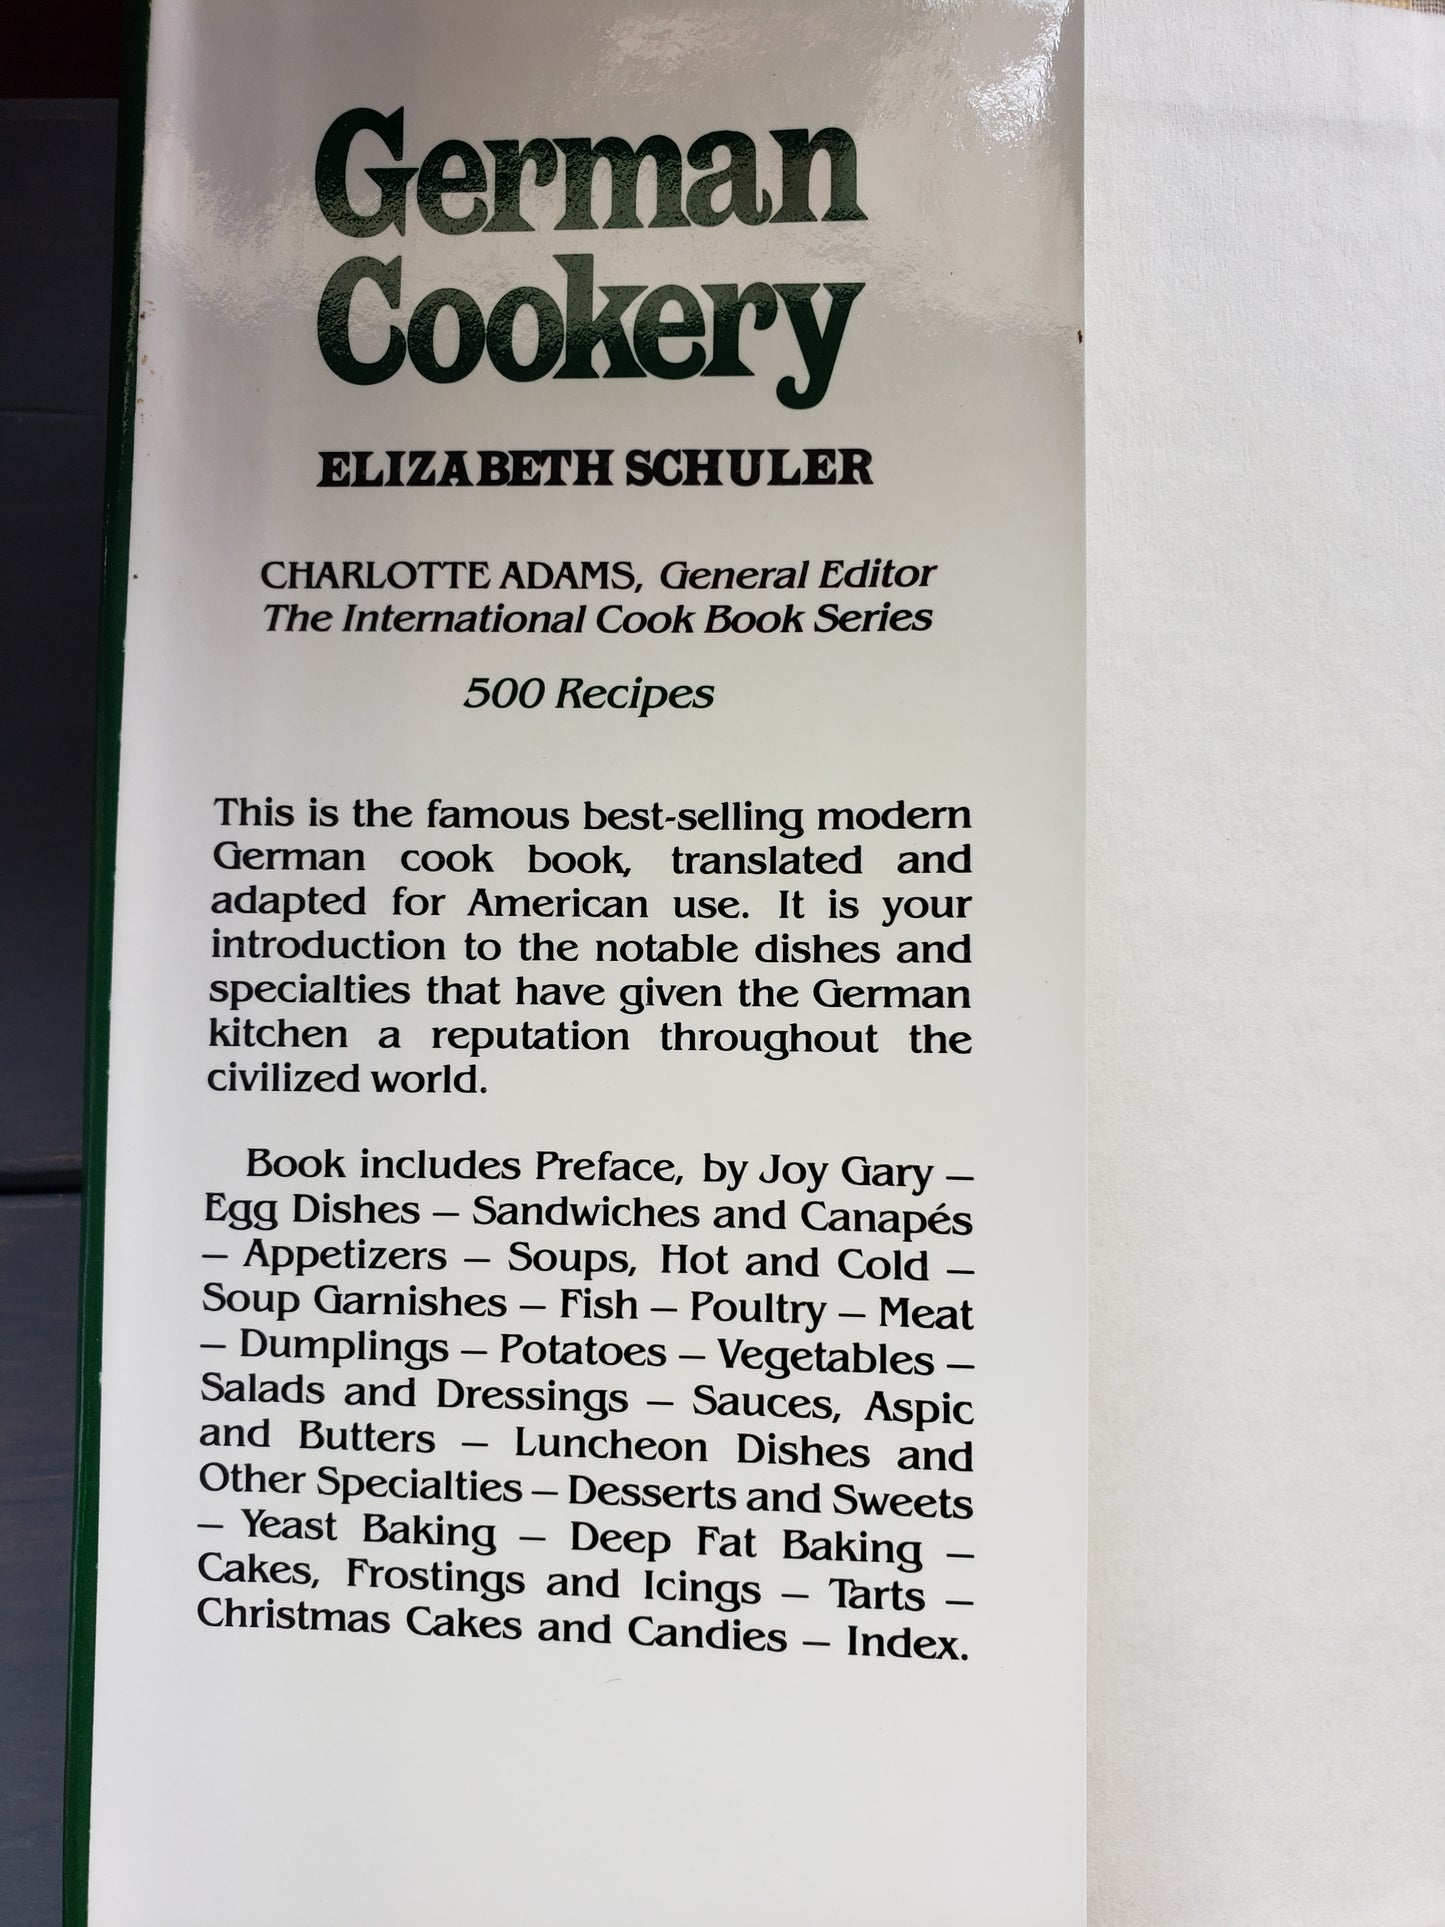 German
Cookery
ELIZABETH SCHULER
CHARLOTTE ADAMS, General Editor
The International Cook Book Series
500 Recipes
This is the famous best-selling modern
German cook book, translated and
adapted for American use. It is your
introduction to the notable dishes and
specialties that have given the German
kitchen a reputation throughout the
civilized world.
Book includes Preface, by Joy Gary —
Egg Dishes — Sandwiches and Canapés
— Appetizers — Soups, Hot and Cold —
Soup Garnishes — Fish — Poultry — Meat
— Dumplings — Potatoes — Vegetables —
Salads and Dressings — Sauces, Aspic
and Butters — Luncheon Dishes and
Other Specialties — Desserts and Sweets
— Yeast Baking — Deep Fat Baking —
Cakes, Frostings and Icings — Tarts —
Christmas Cakes and Candies — Index.